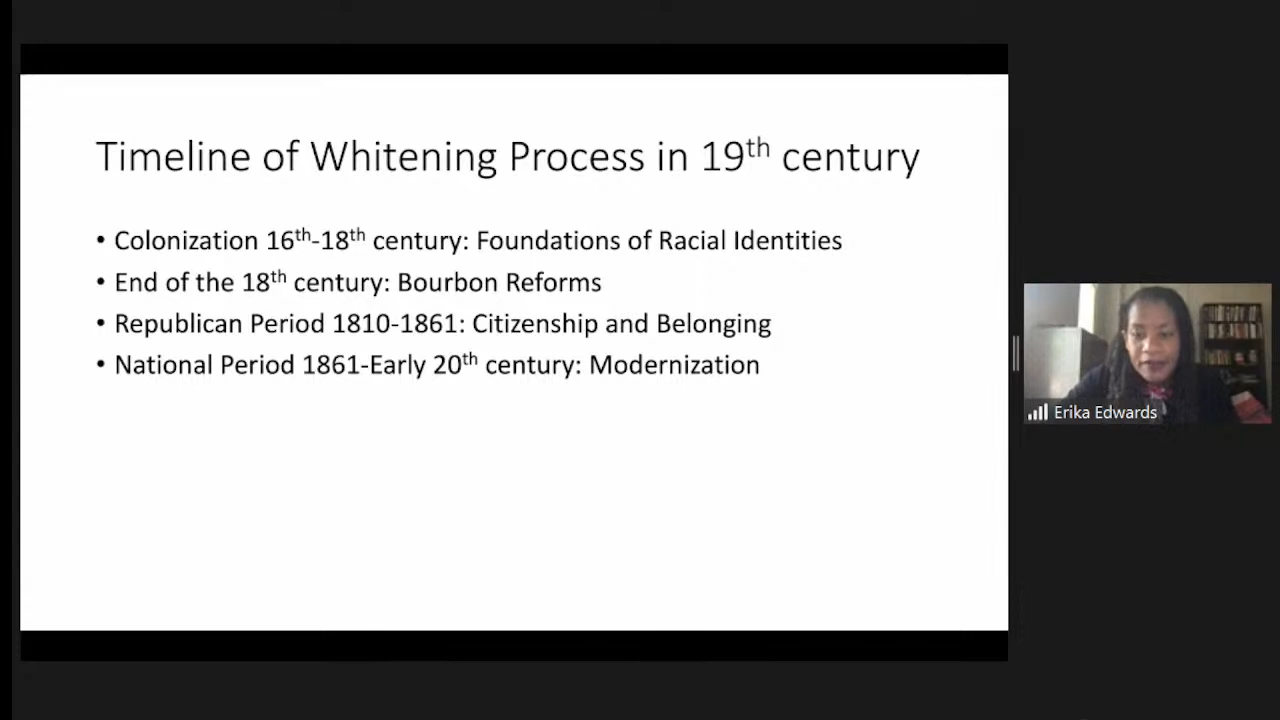 Timeline of Whitening Process in 19th century
• Colonization 16th-18th century: Foundations of Racial Identities
• End of the 18th century: Bourbon Reforms
• Republican Period 1810-1861: Citizenship and Belonging
• National Period 1861-Early 20th century: Modernization
Erika Edwards